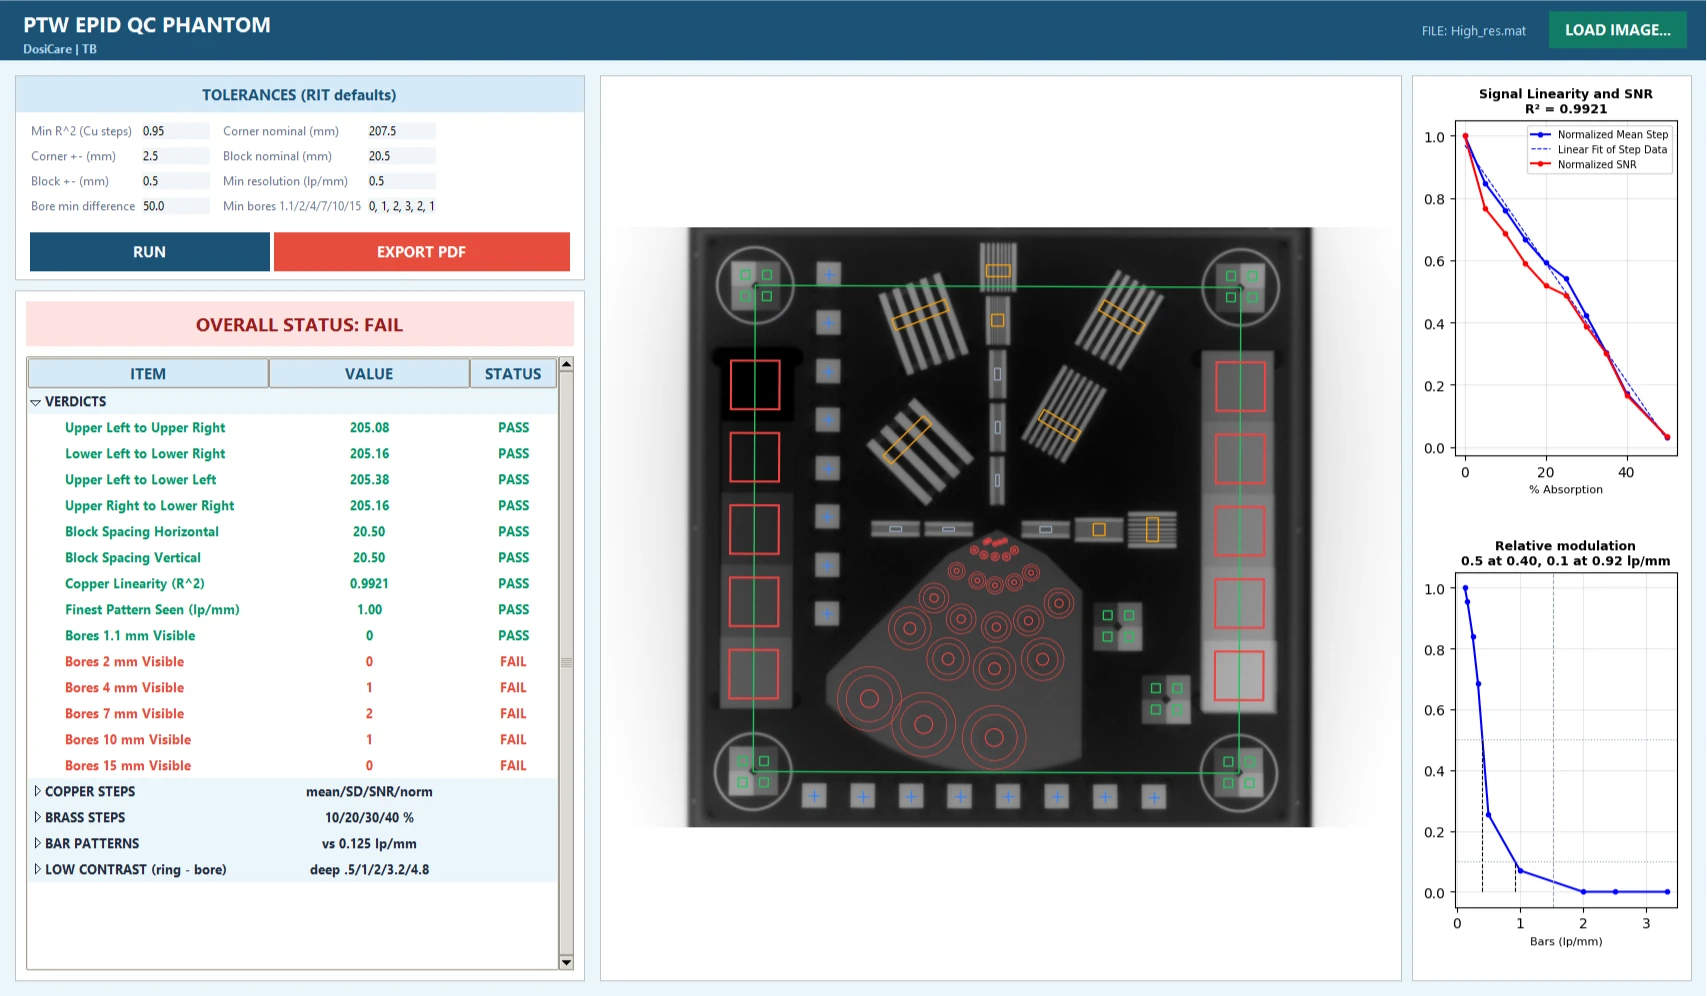 PTW EPID QC PHANTOM
DosiCare | TB
FILE: High_res.mat
LOAD IMAGE...
TOLERANCES (RIT defaults)
Min R^2 (Cu steps) 0.95 Corner nominal (mm) 207.5
Corner +- (mm) 2.5 Block nominal (mm) 20.5
Block +- (mm) 0.5 Min resolution (lp/mm) 0.5
Bore min difference 50.0 Min bores 1.1/2/4/7/10/15 0, 1, 2, 3, 2, 1
RUN EXPORT PDF
OVERALL STATUS: FAIL
ITEM VALUE STATUS
VERDICTS
Upper Left to Upper Right 205.08 PASS
Lower Left to Lower Right 205.16 PASS
Upper Left to Lower Left 205.38 PASS
Upper Right to Lower Right 205.16 PASS
Block Spacing Horizontal 20.50 PASS
Block Spacing Vertical 20.50 PASS
Copper Linearity (R^2) 0.9921 PASS
Finest Pattern Seen (lp/mm) 1.00 PASS
Bores 1.1 mm Visible 0 PASS
Bores 2 mm Visible 0 FAIL
Bores 4 mm Visible 1 FAIL
Bores 7 mm Visible 2 FAIL
Bores 10 mm Visible 1 FAIL
Bores 15 mm Visible 0 FAIL
COPPER STEPS mean/SD/SNR/norm
BRASS STEPS 10/20/30/40 %
BAR PATTERNS vs 0.125 lp/mm
LOW CONTRAST (ring - bore) deep .5/1/2/3.2/4.8
Signal Linearity and SNR
R² = 0.9921
Normalized Mean Step
Linear Fit of Step Data
Normalized SNR
1.0
0.8
0.6
0.4
0.2
0.0
0 20 40
% Absorption
Relative modulation
0.5 at 0.40, 0.1 at 0.92 lp/mm
1.0
0.8
0.6
0.4
0.2
0.0
0 1 2 3
Bars (lp/mm)